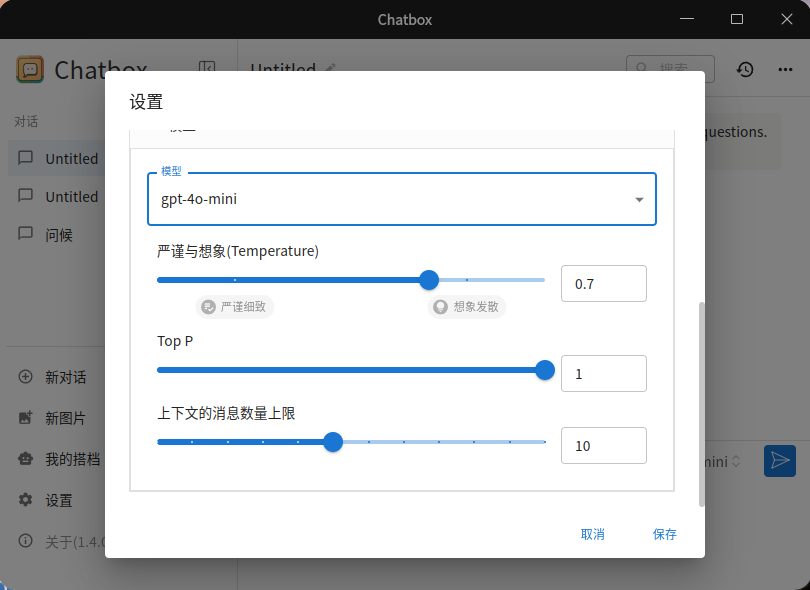 Chatbox
Chatbox
Untitled
搜索
对话
Untitled
Untitled
问候
questions.
新对话
新图片
我的搭档
设置
关于(1.4.
mini
设置
模型
gpt-4o-mini
严谨与想象(Temperature)
0.7
严谨细致
想象发散
Top P
1
上下文的消息数量上限
10
取消
保存